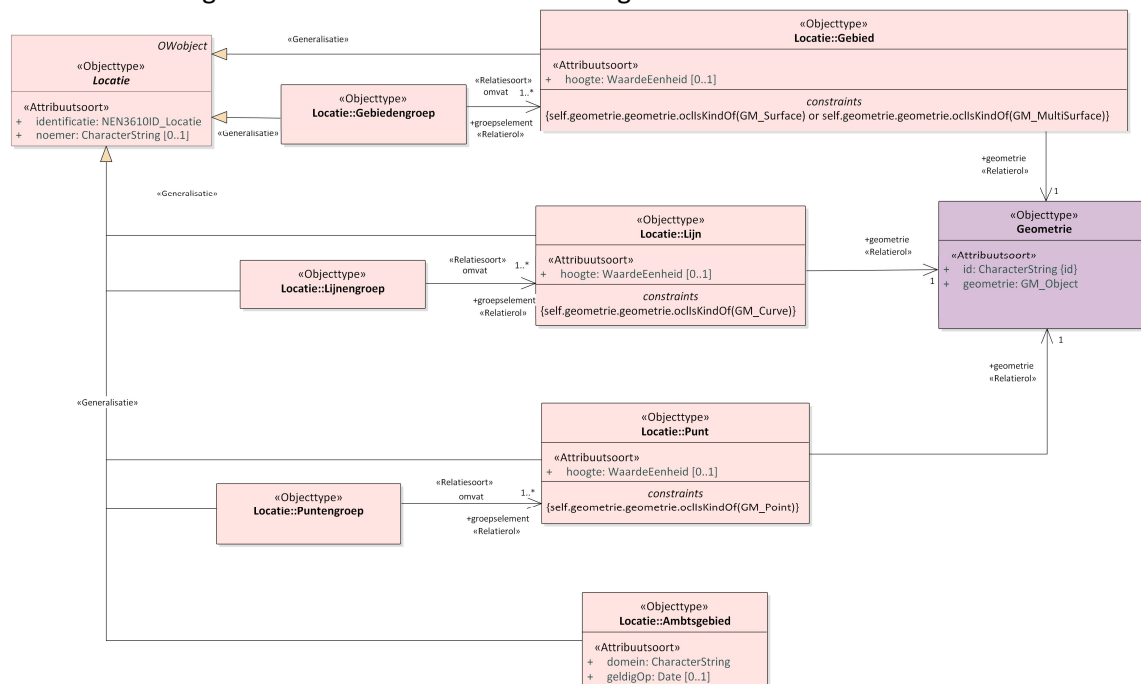 OWobject
«Objecttype»
Locatie
«Attribuutsoort»
+ identificatie: NEN3610ID_Locatie
+ noemer: CharacterString [0..1]
«Generalisatie»
«Generalisatie»
«Objecttype»
Locatie::Gebiedengroep
«Relatiesoort»
omvat 1..*
+groepselement
«Relatierol»
«Objecttype»
Locatie::Gebied
«Attribuutsoort»
+ hoogte: WaardeEenheid [0..1]
constraints
{self.geometrie.geometrie.oclIsKindOf(GM_Surface) or self.geometrie.geometrie.oclIsKindOf(GM_MultiSurface)}
+geometrie
«Relatierol»
1
«Generalisatie»
«Objecttype»
Locatie::Lijn
«Attribuutsoort»
+ hoogte: WaardeEenheid [0..1]
constraints
{self.geometrie.geometrie.oclIsKindOf(GM_Curve)}
«Objecttype»
Locatie::Lijnengroep
«Relatiesoort»
omvat 1..*
+groepselement
«Relatierol»
+geometrie
«Relatierol»
1
«Objecttype»
Geometrie
«Attribuutsoort»
+ id: CharacterString {id}
+ geometrie: GM_Object
1
+geometrie
«Relatierol»
«Generalisatie»
«Objecttype»
Locatie::Punt
«Attribuutsoort»
+ hoogte: WaardeEenheid [0..1]
constraints
{self.geometrie.geometrie.oclIsKindOf(GM_Point)}
«Objecttype»
Locatie::Puntengroep
«Relatiesoort»
omvat 1..*
+groepselement
«Relatierol»
«Objecttype»
Locatie::Ambtsgebied
«Attribuutsoort»
+ domein: CharacterString
+ geldigOp: Date [0..1]